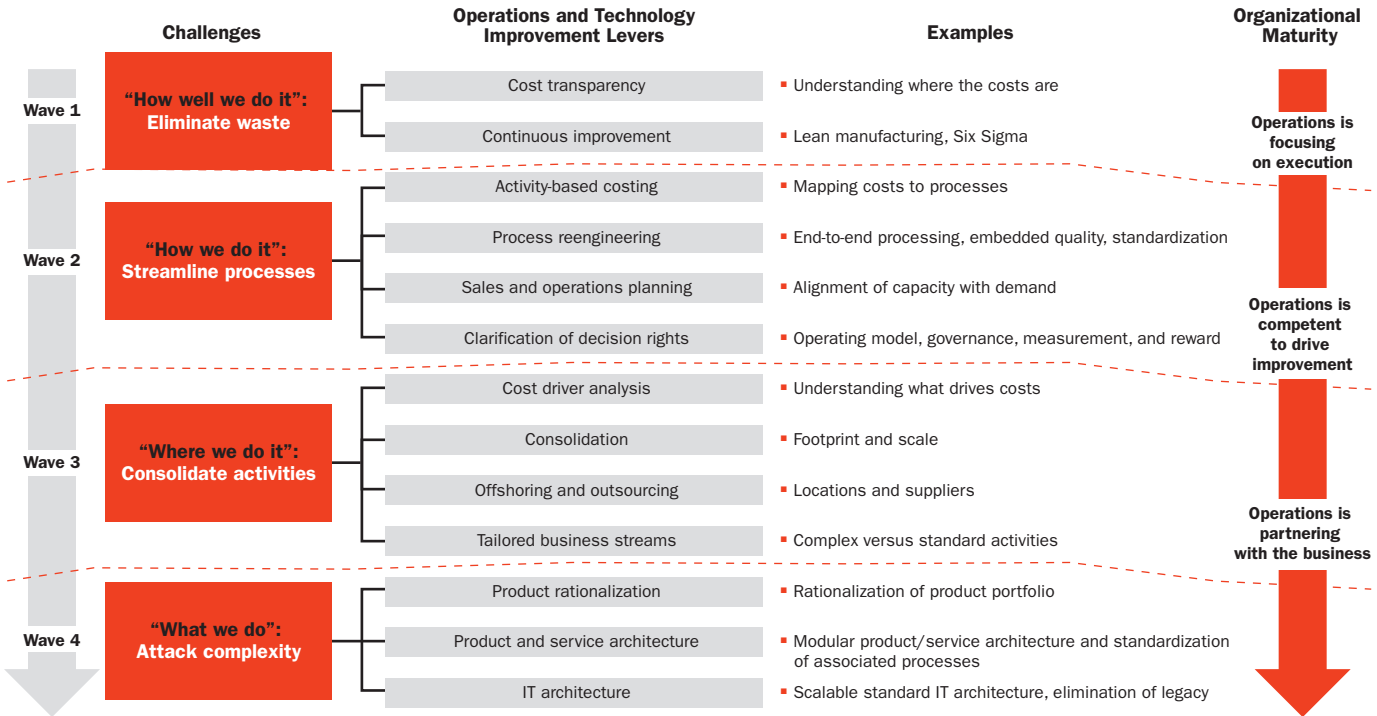 Challenges
Operations and Technology
Improvement Levers
Examples
Organizational
Maturity
Wave 1
“How well we do it”:
Eliminate waste
Cost transparency
▪ Understanding where the costs are
Continuous improvement
▪ Lean manufacturing, Six Sigma
Operations is
focusing
on execution
Wave 2
“How we do it”:
Streamline processes
Activity-based costing
▪ Mapping costs to processes
Process reengineering
▪ End-to-end processing, embedded quality, standardization
Sales and operations planning
▪ Alignment of capacity with demand
Clarification of decision rights
▪ Operating model, governance, measurement, and reward
Operations is
competent
to drive
improvement
Wave 3
“Where we do it”:
Consolidate activities
Cost driver analysis
▪ Understanding what drives costs
Consolidation
▪ Footprint and scale
Offshoring and outsourcing
▪ Locations and suppliers
Tailored business streams
▪ Complex versus standard activities
Operations is
partnering
with the business
Wave 4
“What we do”:
Attack complexity
Product rationalization
▪ Rationalization of product portfolio
Product and service architecture
▪ Modular product/service architecture and standardization
of associated processes
IT architecture
▪ Scalable standard IT architecture, elimination of legacy